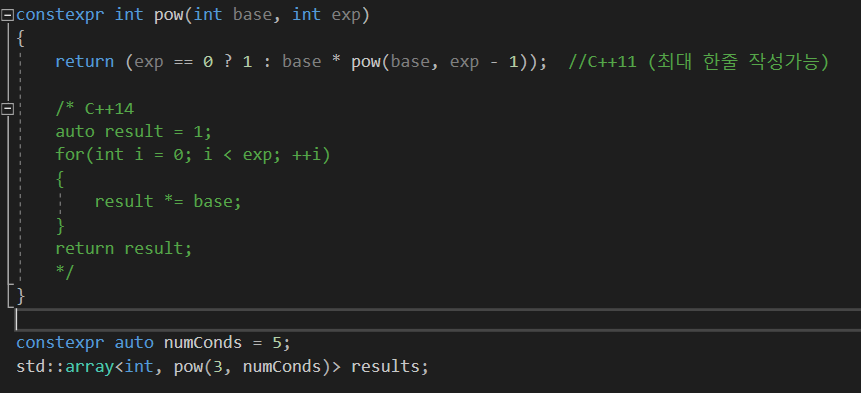 constexpr int pow(int base, int exp)
{
    return (exp == 0 ? 1 : base * pow(base, exp - 1));  //C++11 (최대 한줄 작성가능)
    /* C++14
    auto result = 1;
    for(int i = 0; i < exp; ++i)
    {
        result *= base;
    }
    return result;
    */
}
constexpr auto numConds = 5;
std::array<int, pow(3, numConds)> results;